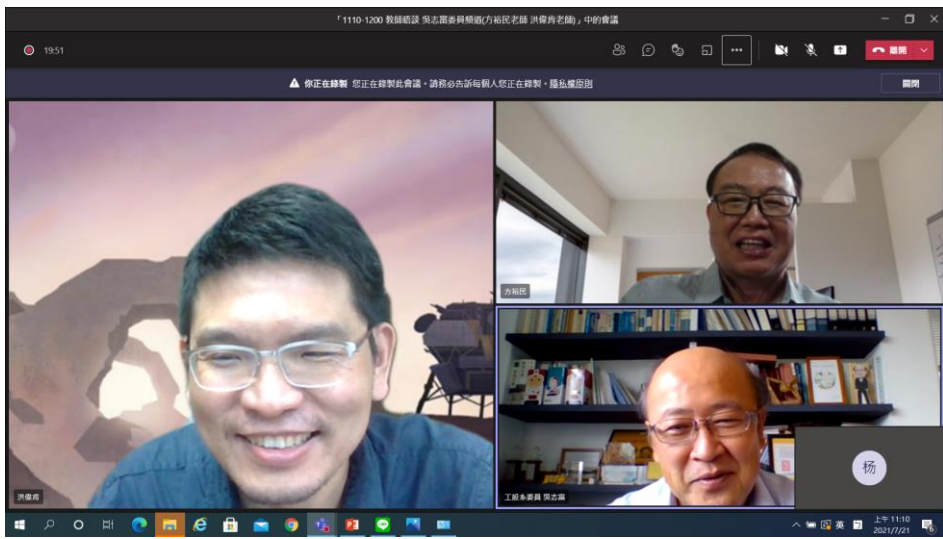 「1110-1200 教師晤談 吳志富委員頻道(方裕民老師 洪偉肯老師)」中的會議
19:51
離開
你正在錄製 您正在錄製此會議。請務必告訴每個人您正在錄製。隱私權原則
關閉
方裕民
洪偉肯
工設系委員 吳志富
杨
英
上午 11:10
2021/7/21